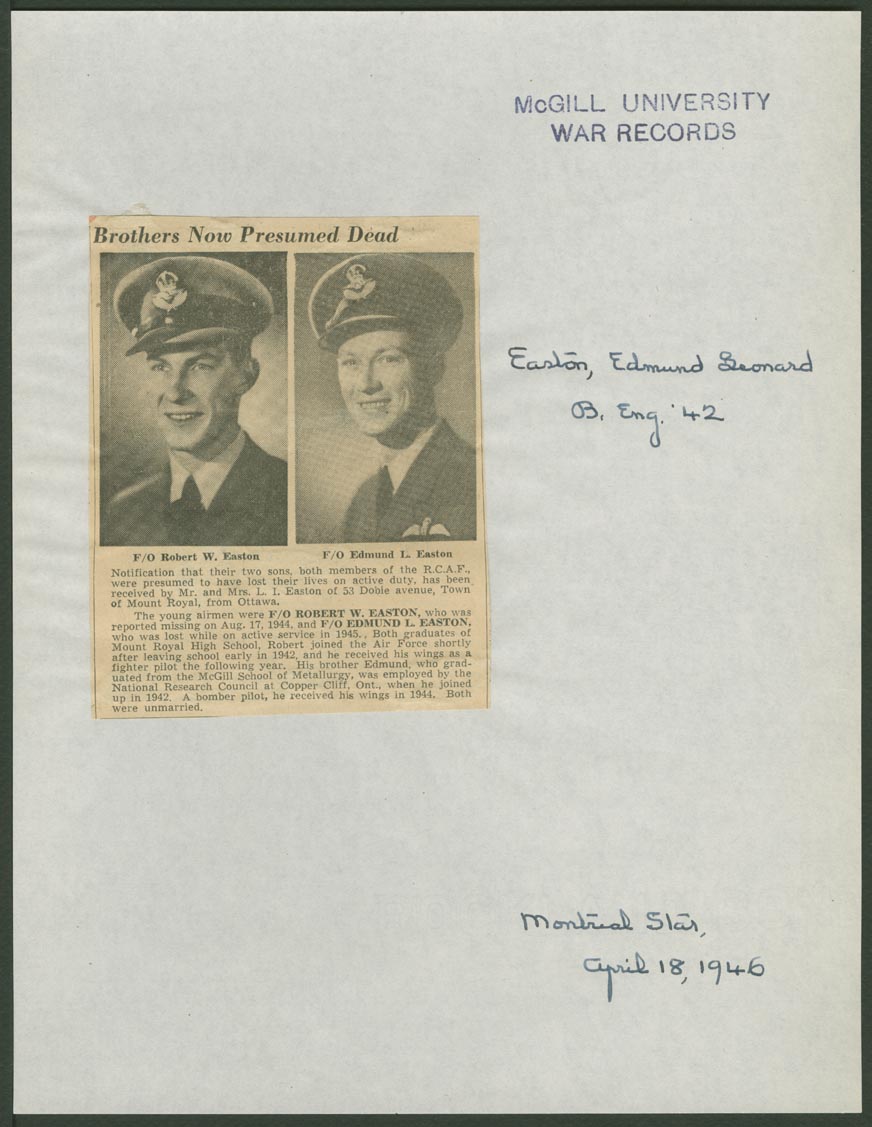 McGILL UNIVERSITY
WAR RECORDS
Brothers Now Presumed Dead
F/O Robert W. Easton
F/O Edmund L. Easton
Notification that their two sons, both members of the R.C.A.F.,
were presumed to have lost their lives on active duty, has been
received by Mr. and Mrs. L. I. Easton of 53 Dobie avenue, Town
of Mount Royal, from Ottawa.
The young airmen were F/O ROBERT W. EASTON, who was
reported missing on Aug. 17, 1944, and F/O EDMUND L. EASTON,
who was lost while on active service in 1945. Both graduates of
Mount Royal High School, Robert joined the Air Force shortly
after leaving school early in 1942, and he received his wings as a
fighter pilot the following year. His brother Edmund, who grad-
uated from the McGill School of Metallurgy, was employed by the
National Research Council at Copper Cliff, Ont., when he joined
up in 1942. A bomber pilot, he received his wings in 1944. Both
were unmarried.
Easton, Edmund Leonard
B. Eng. '42
Montreal Star,
April 18, 1946